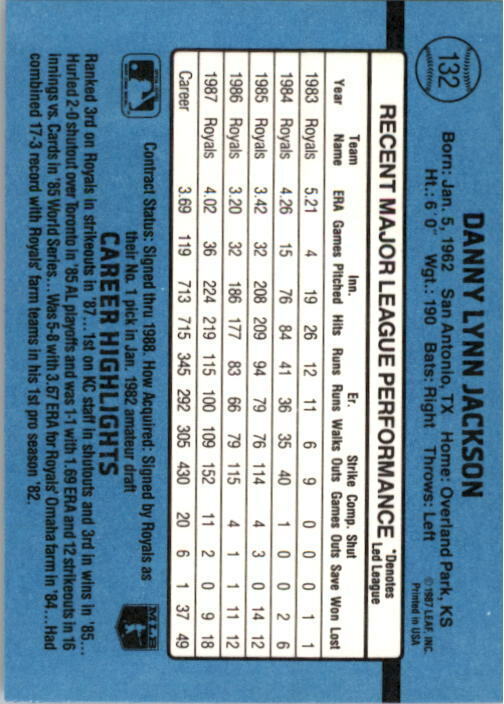 132
DANNY LYNN JACKSON
Born: Jan. 5, 1962 San Antonio, TX Home: Overland Park, KS
Ht.: 6' 0" Wgt.: 190 Bats: Right Throws: Left
© 1987 LEAF, INC.
Printed in USA
RECENT MAJOR LEAGUE PERFORMANCE *Denotes Led League
Year Team Name ERA Games Inn. Pitched Hits Runs Er. Runs Walks Strike Outs Comp. Games Shut Outs Save Won Lost
1983 Royals 5.21 4 19 26 12 11 6 9 0 0 0 1 1
1984 Royals 4.26 15 76 84 41 36 35 40 1 0 0 2 6
1985 Royals 3.42 32 208 209 94 79 76 114 4 3 0 14 12
1986 Royals 3.20 32 186 177 83 66 79 115 4 1 1 11 12
1987 Royals 4.02 36 224 219 115 100 109 152 11 2 0 9 18
Career 3.69 119 713 715 345 292 305 430 20 6 1 37 49
Contract Status: Signed thru 1988. How Acquired: Signed by Royals as
their No. 1 pick in Jan. 1982 amateur draft
MLB
CAREER HIGHLIGHTS
Ranked 3rd on Royals in strikeouts in '87... 1st on KC staff in shutouts and 3rd in wins in '85....
Hurled 2-0 shutout over Toronto in '85 AL playoffs and was 1-1 with 1.69 ERA and 12 strikeouts in 16
innings vs. Cards in '85 World Series... Was 5-8 with 3.67 ERA for Royals' Omaha farm in '84... Had
combined 17-3 record with Royals' farm teams in his 1st pro season '82.